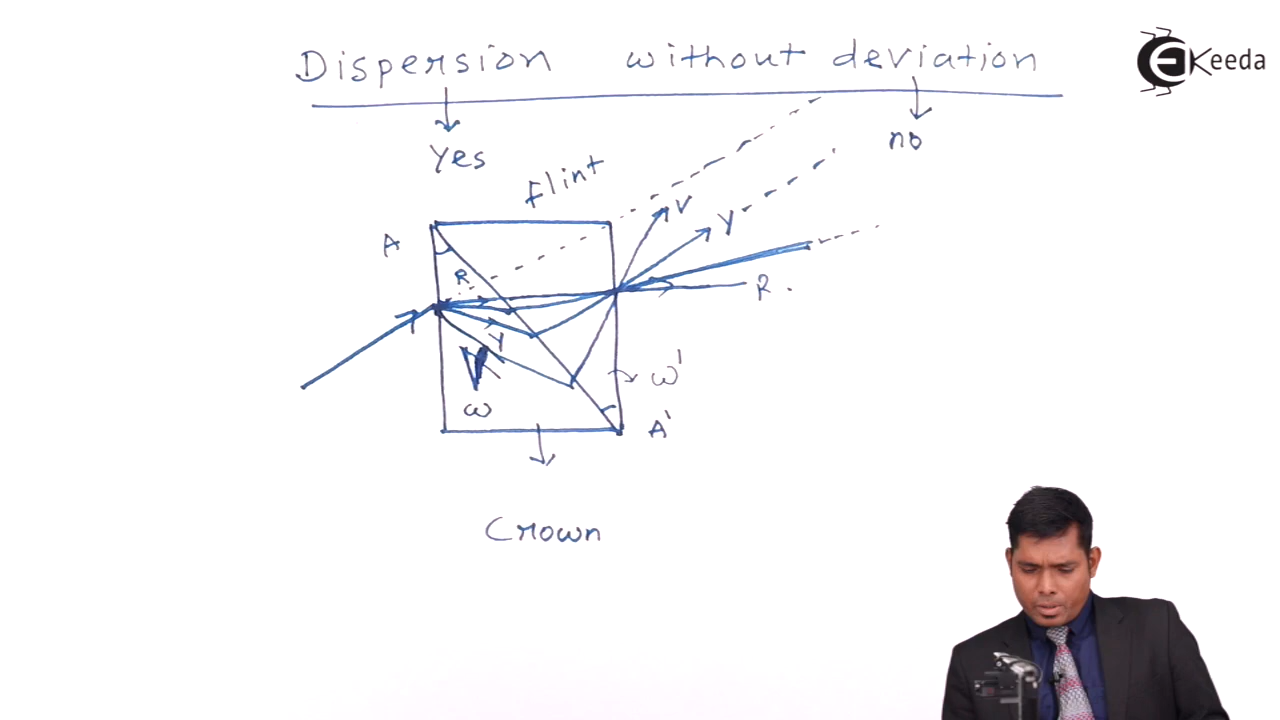 Dispersion without deviation
Keeda
Yes
no
flint
A
R
V
Y
R.
Y
V
ω
ω'
A'
Crown